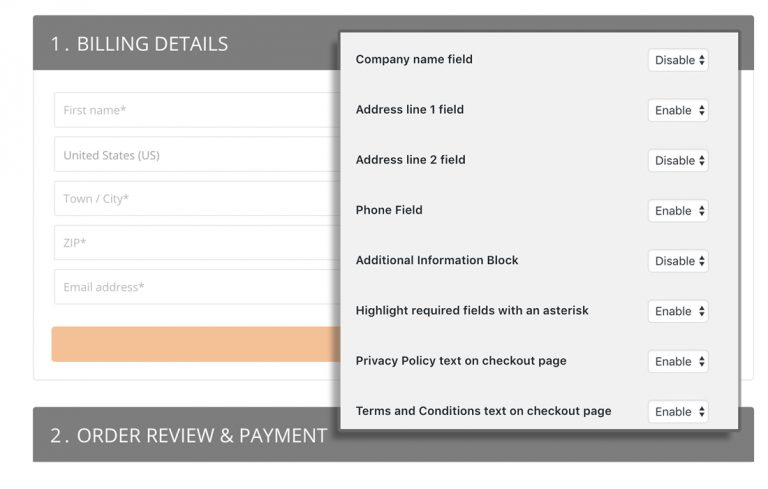 1. BILLING DETAILS
First name*
United States (US)
Town / City*
ZIP*
Email address*
2. ORDER REVIEW & PAYMENT
Company name field Disable
Address line 1 field Enable
Address line 2 field Disable
Phone Field Enable
Additional Information Block Disable
Highlight required fields with an asterisk Enable
Privacy Policy text on checkout page Enable
Terms and Conditions text on checkout page Enable